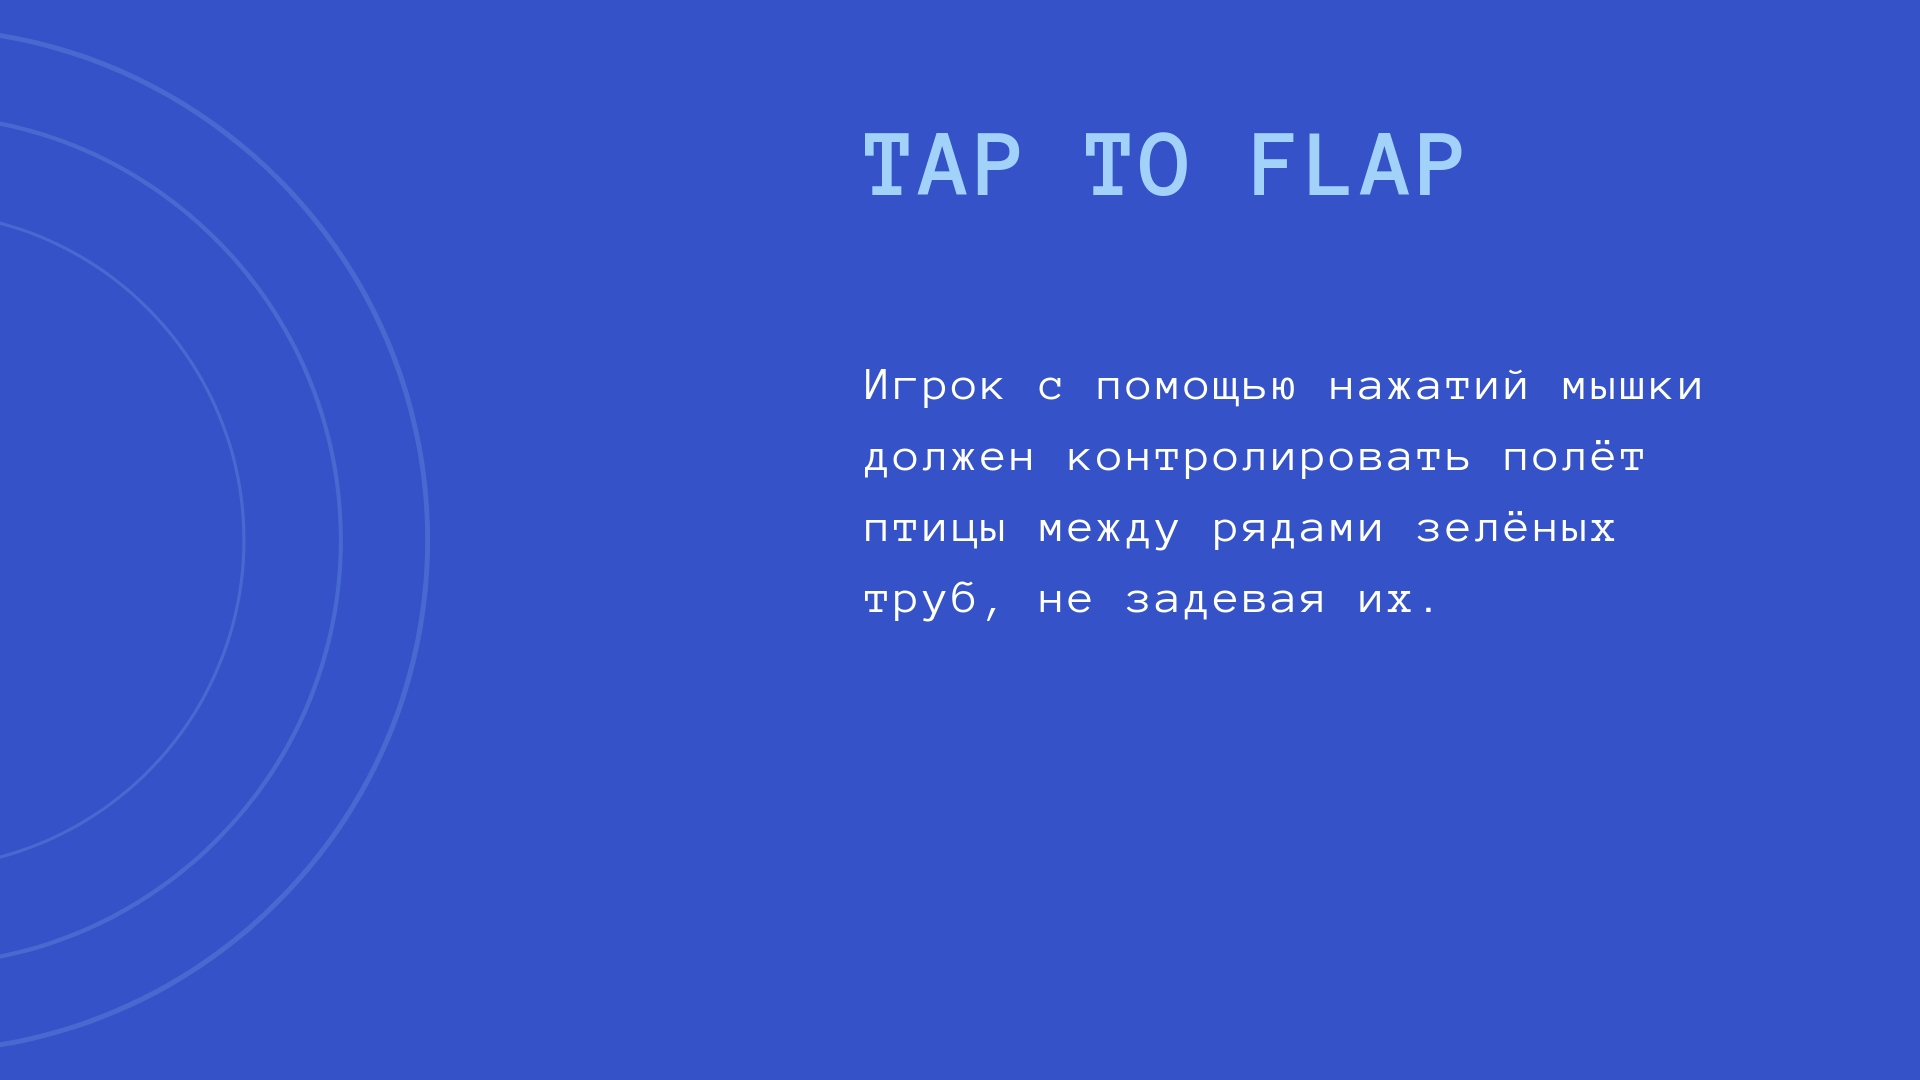 TAP TO FLAP
Игрок с помощью нажатий мышки
должен контролировать полёт
птицы между рядами зелёных
труб, не задевая их.